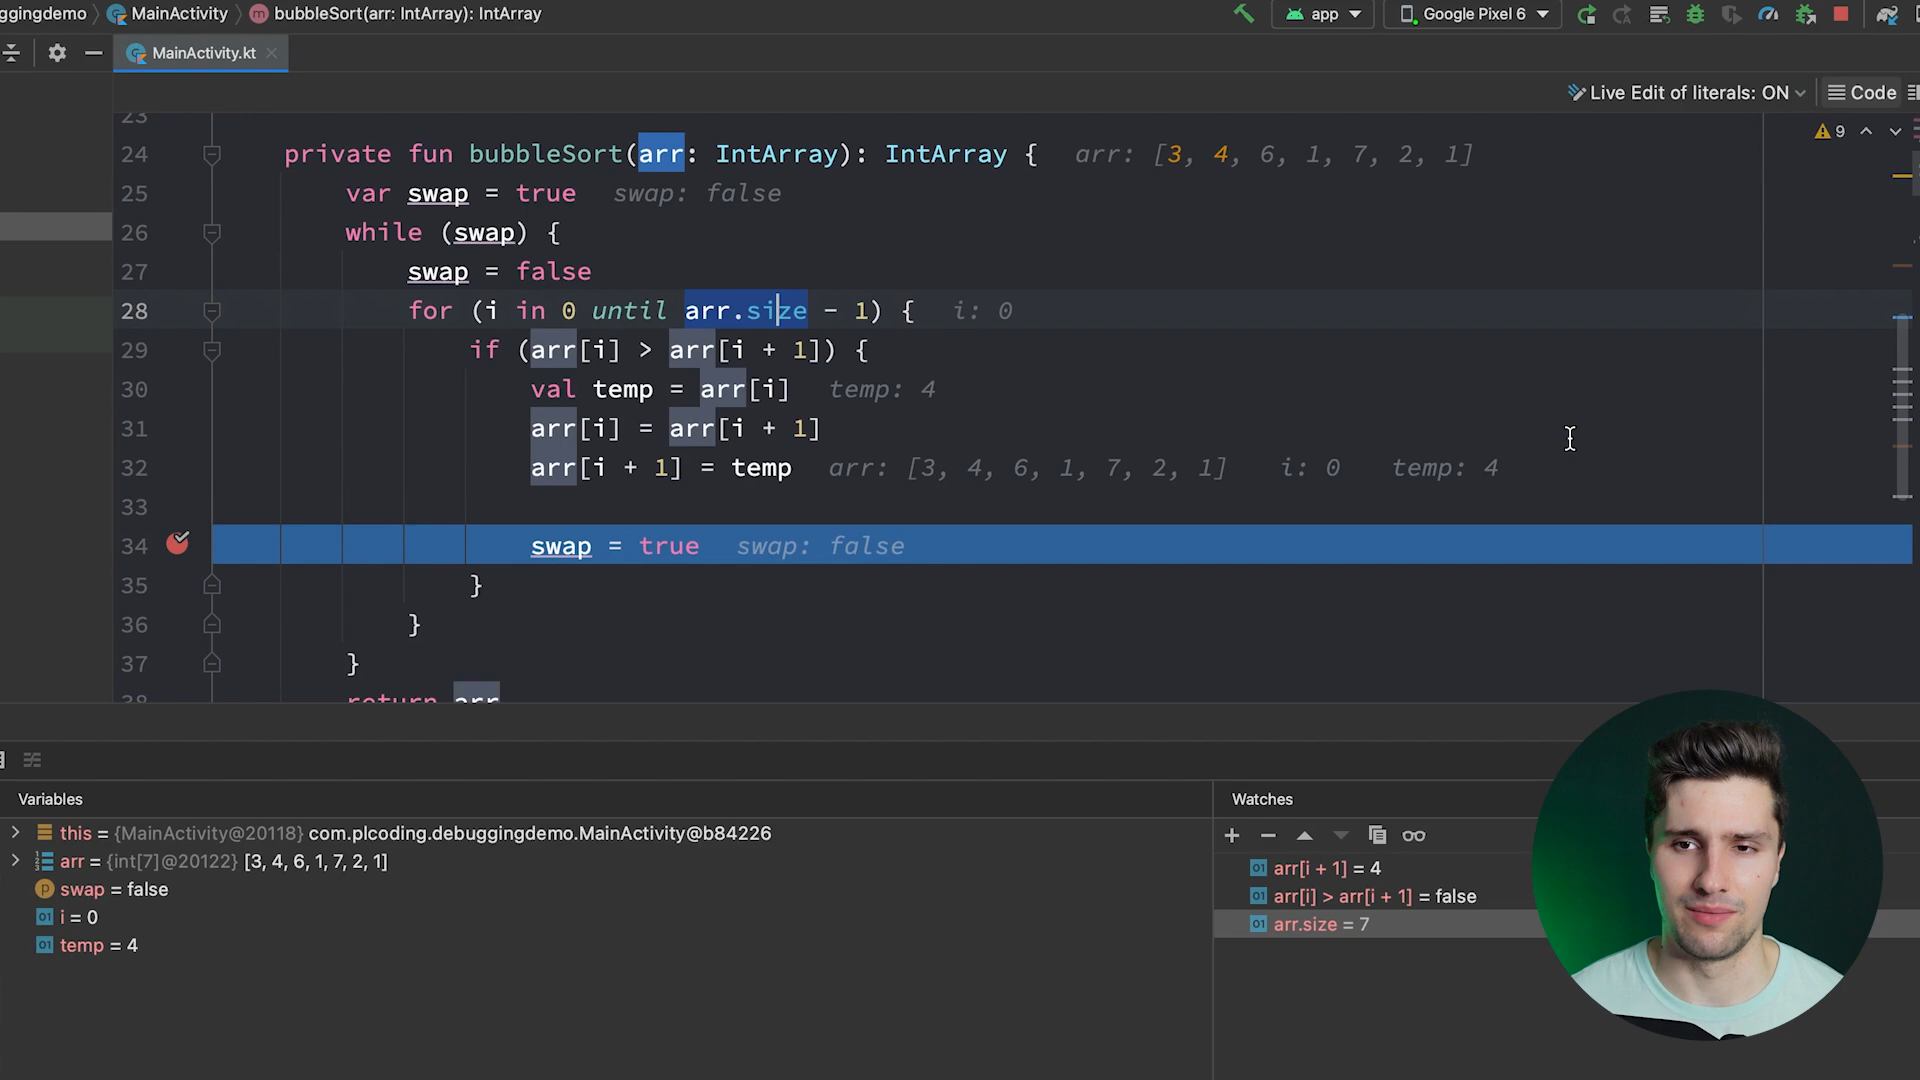 ggingdemo MainActivity bubbleSort(arr: IntArray): IntArray app Google Pixel 6
MainActivity.kt
Live Edit of literals: ON Code
23
24 private fun bubbleSort(arr: IntArray): IntArray { arr: [3, 4, 6, 1, 7, 2, 1] 9
25 var swap = true swap: false
26 while (swap) {
27 swap = false
28 for (i in 0 until arr.size - 1) { i: 0
29 if (arr[i] > arr[i + 1]) {
30 val temp = arr[i] temp: 4
31 arr[i] = arr[i + 1]
32 arr[i + 1] = temp arr: [3, 4, 6, 1, 7, 2, 1] i: 0 temp: 4
33
34 swap = true swap: false
35 }
36 }
37 }
38 return arr
Variables
this = {MainActivity@20118} com.plcoding.debuggingdemo.MainActivity@b84226
arr = {int[7]@20122} [3, 4, 6, 1, 7, 2, 1]
swap = false
i = 0
temp = 4
Watches
arr[i + 1] = 4
arr[i] > arr[i + 1] = false
arr.size = 7